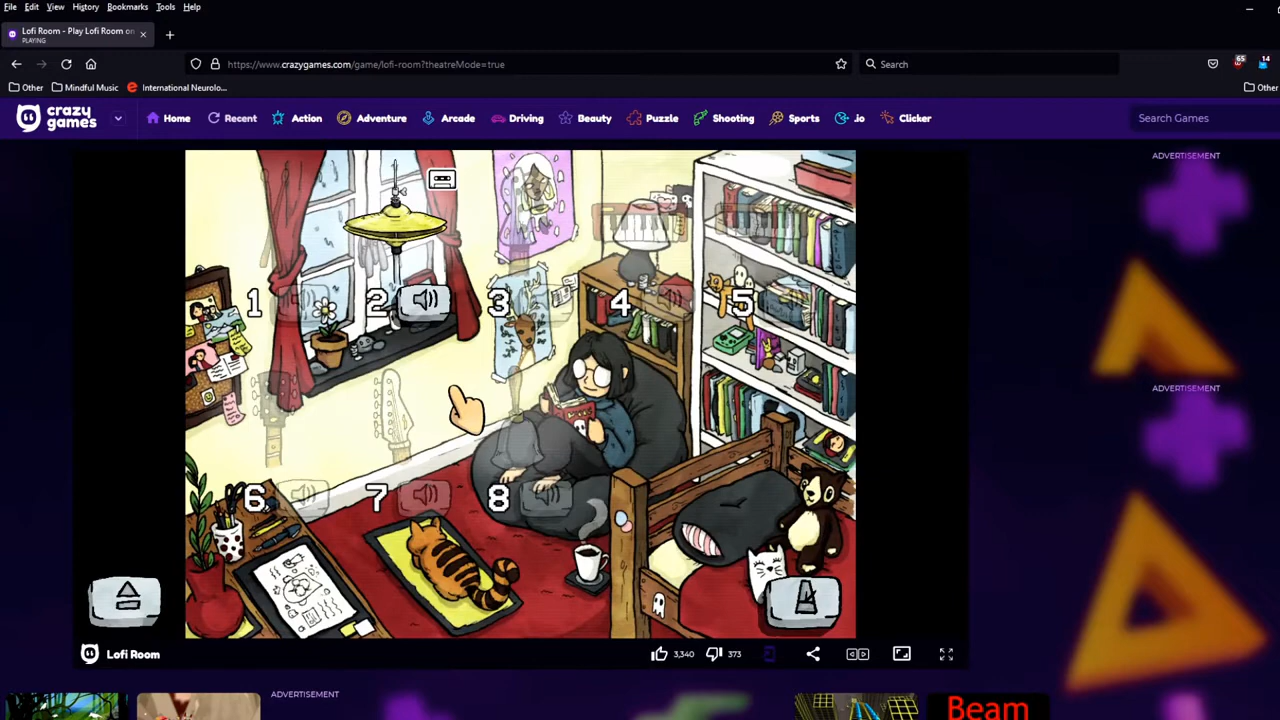 File Edit View History Bookmarks Tools Help
Lofi Room - Play Lofi Room on
PLAYING
https://www.crazygames.com/game/lofi-room?theatreMode=true
Search
65
14
Other Mindful Music International Neurolo...
Other
crazy games
Home Recent Action Adventure Arcade Driving Beauty Puzzle Shooting Sports .io Clicker
Search Games
ADVERTISEMENT
1 2 3 4 5
ADVERTISEMENT
6 7 8
Lofi Room
3,340 373
ADVERTISEMENT
Beam